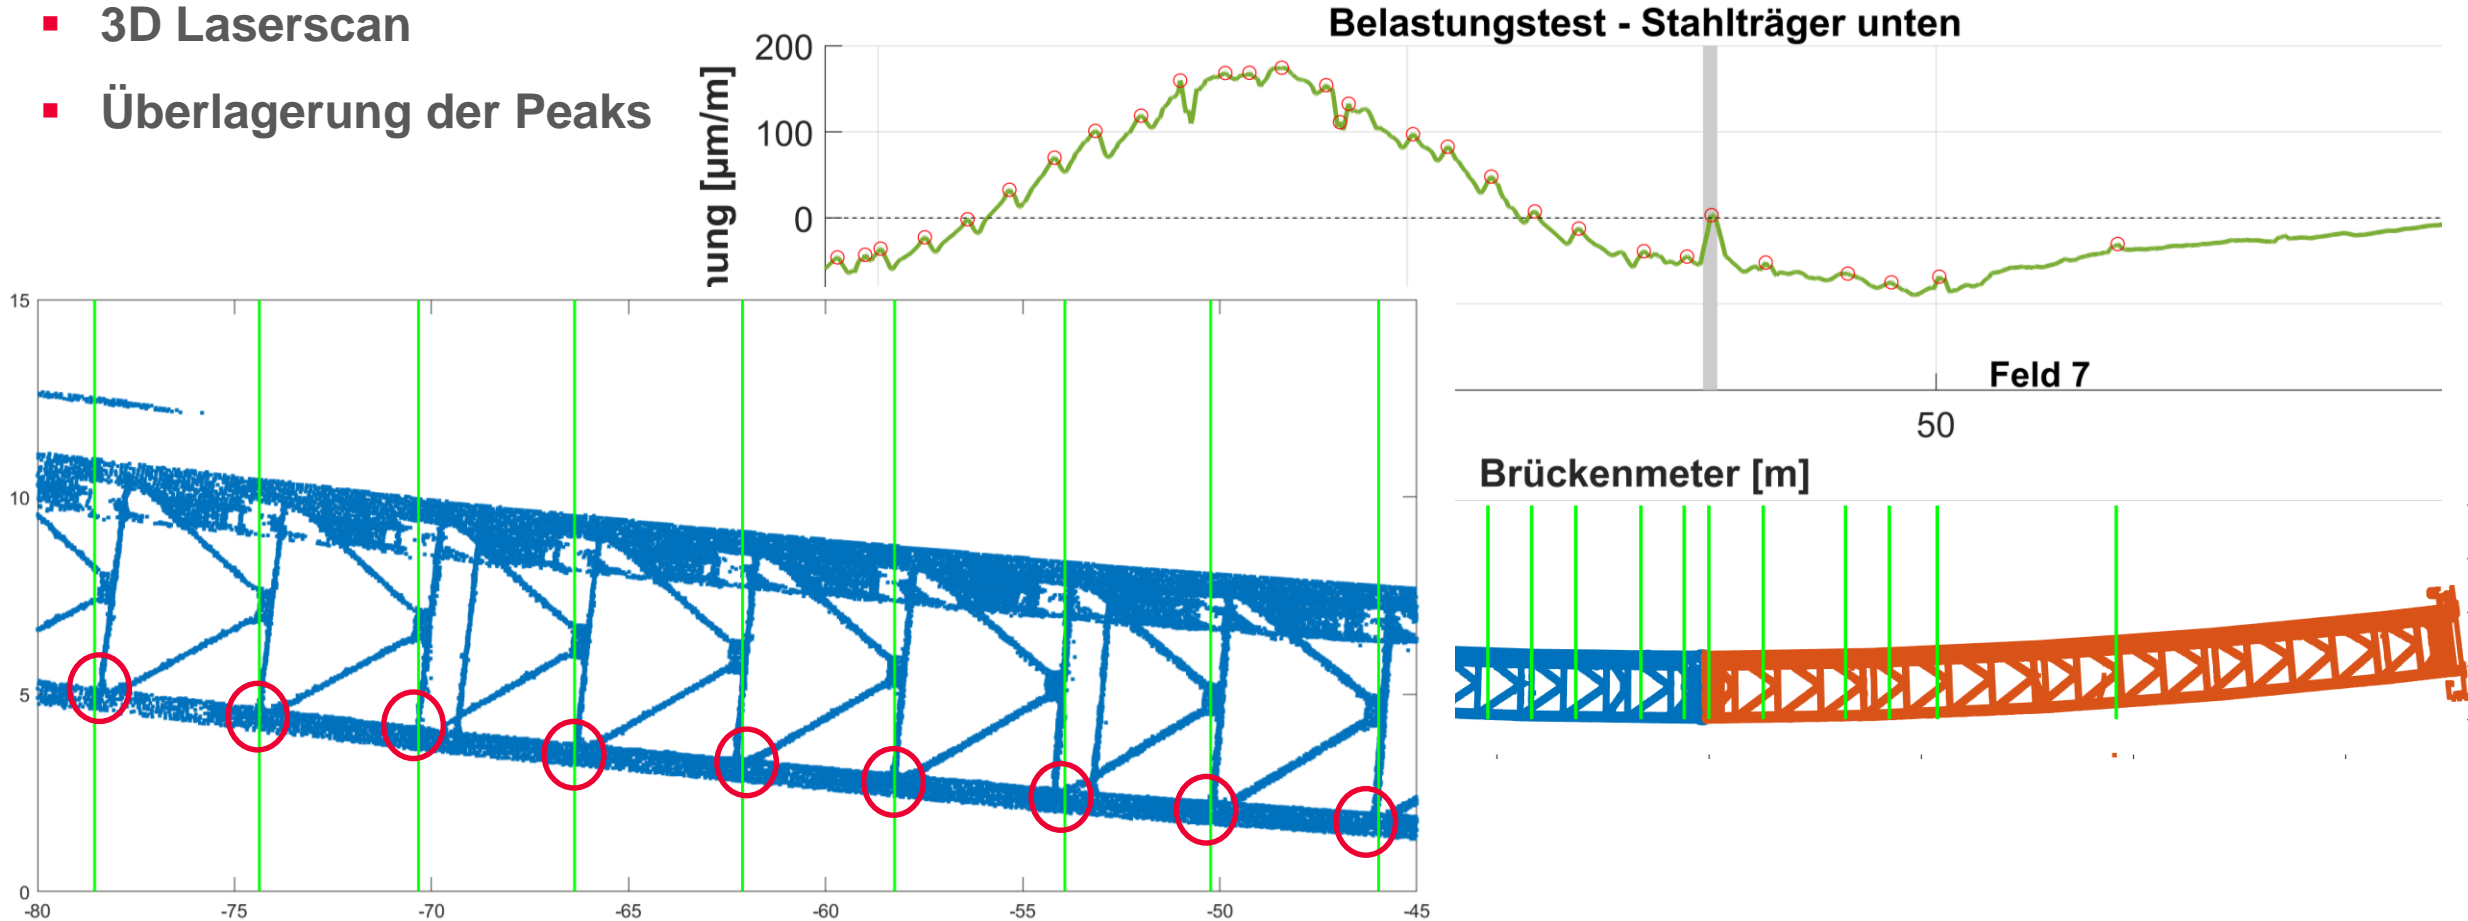 3D Laserscan
Überlagerung der Peaks
Belastungstest - Stahlträger unten
200
100
0
nung [µm/m]
Feld 7
50
Brückenmeter [m]
15
10
5
0
-80 -75 -70 -65 -60 -55 -50 -45